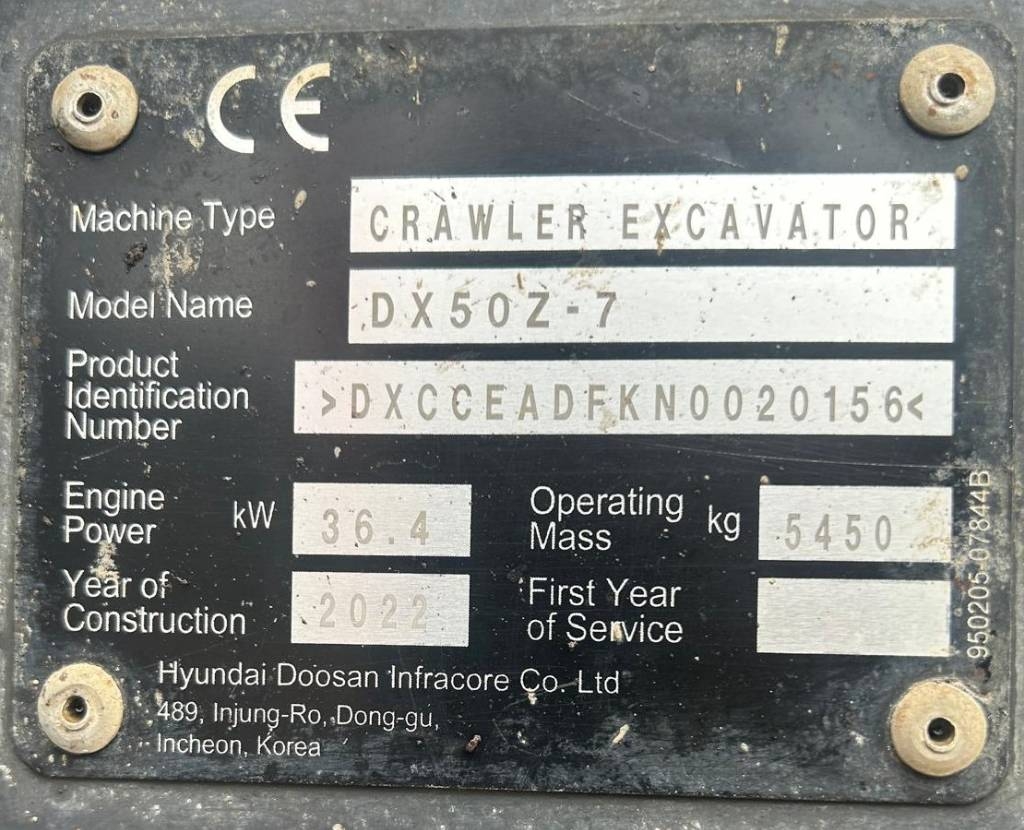 CE
Machine Type CRAWLER EXCAVATOR
Model Name DX50Z-7
Product
Identification
Number >DXCCEADFKN0020156<
Engine
Power kW 36.4
Operating
Mass kg 5450
Year of
Construction 2022
First Year
of Service
950205-07844B
Hyundai Doosan Infracore Co. Ltd
489, Injung-Ro, Dong-gu,
Incheon, Korea